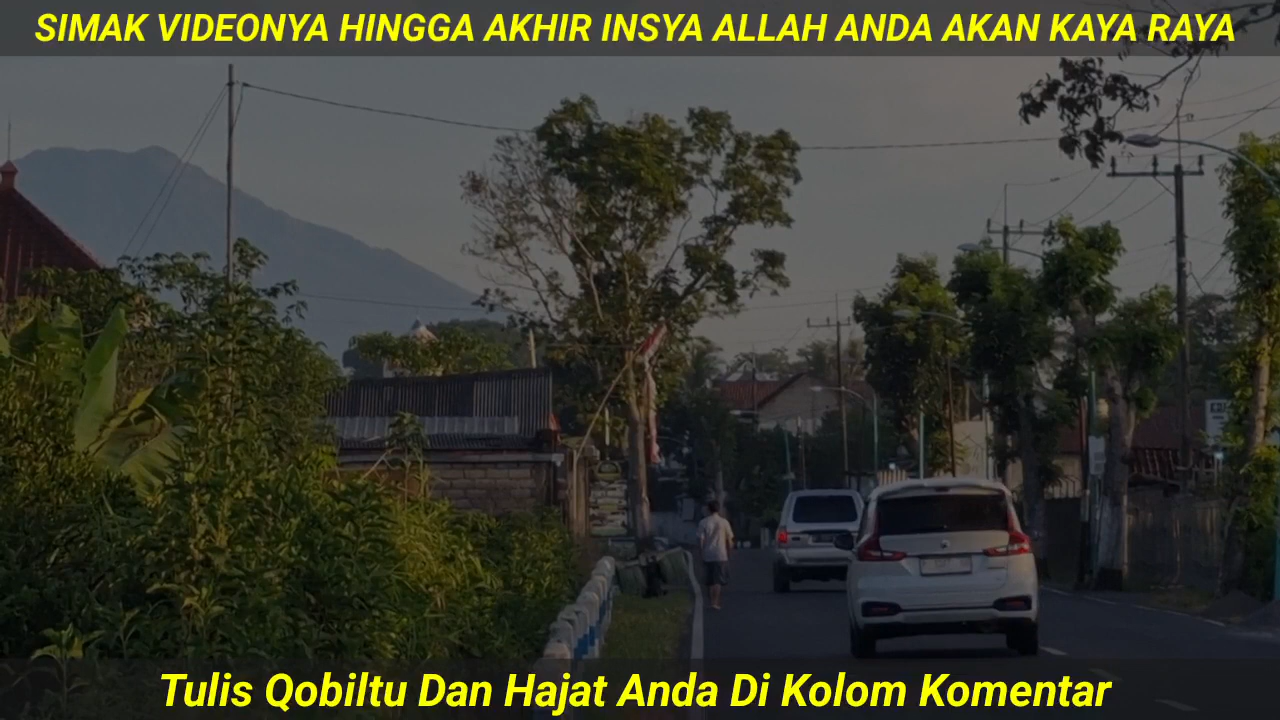 SIMAK VIDEONYA HINGGA AKHIR INSYA ALLAH ANDA AKAN KAYA RAYA
Tulis Qobiltu Dan Hajat Anda Di Kolom Komentar